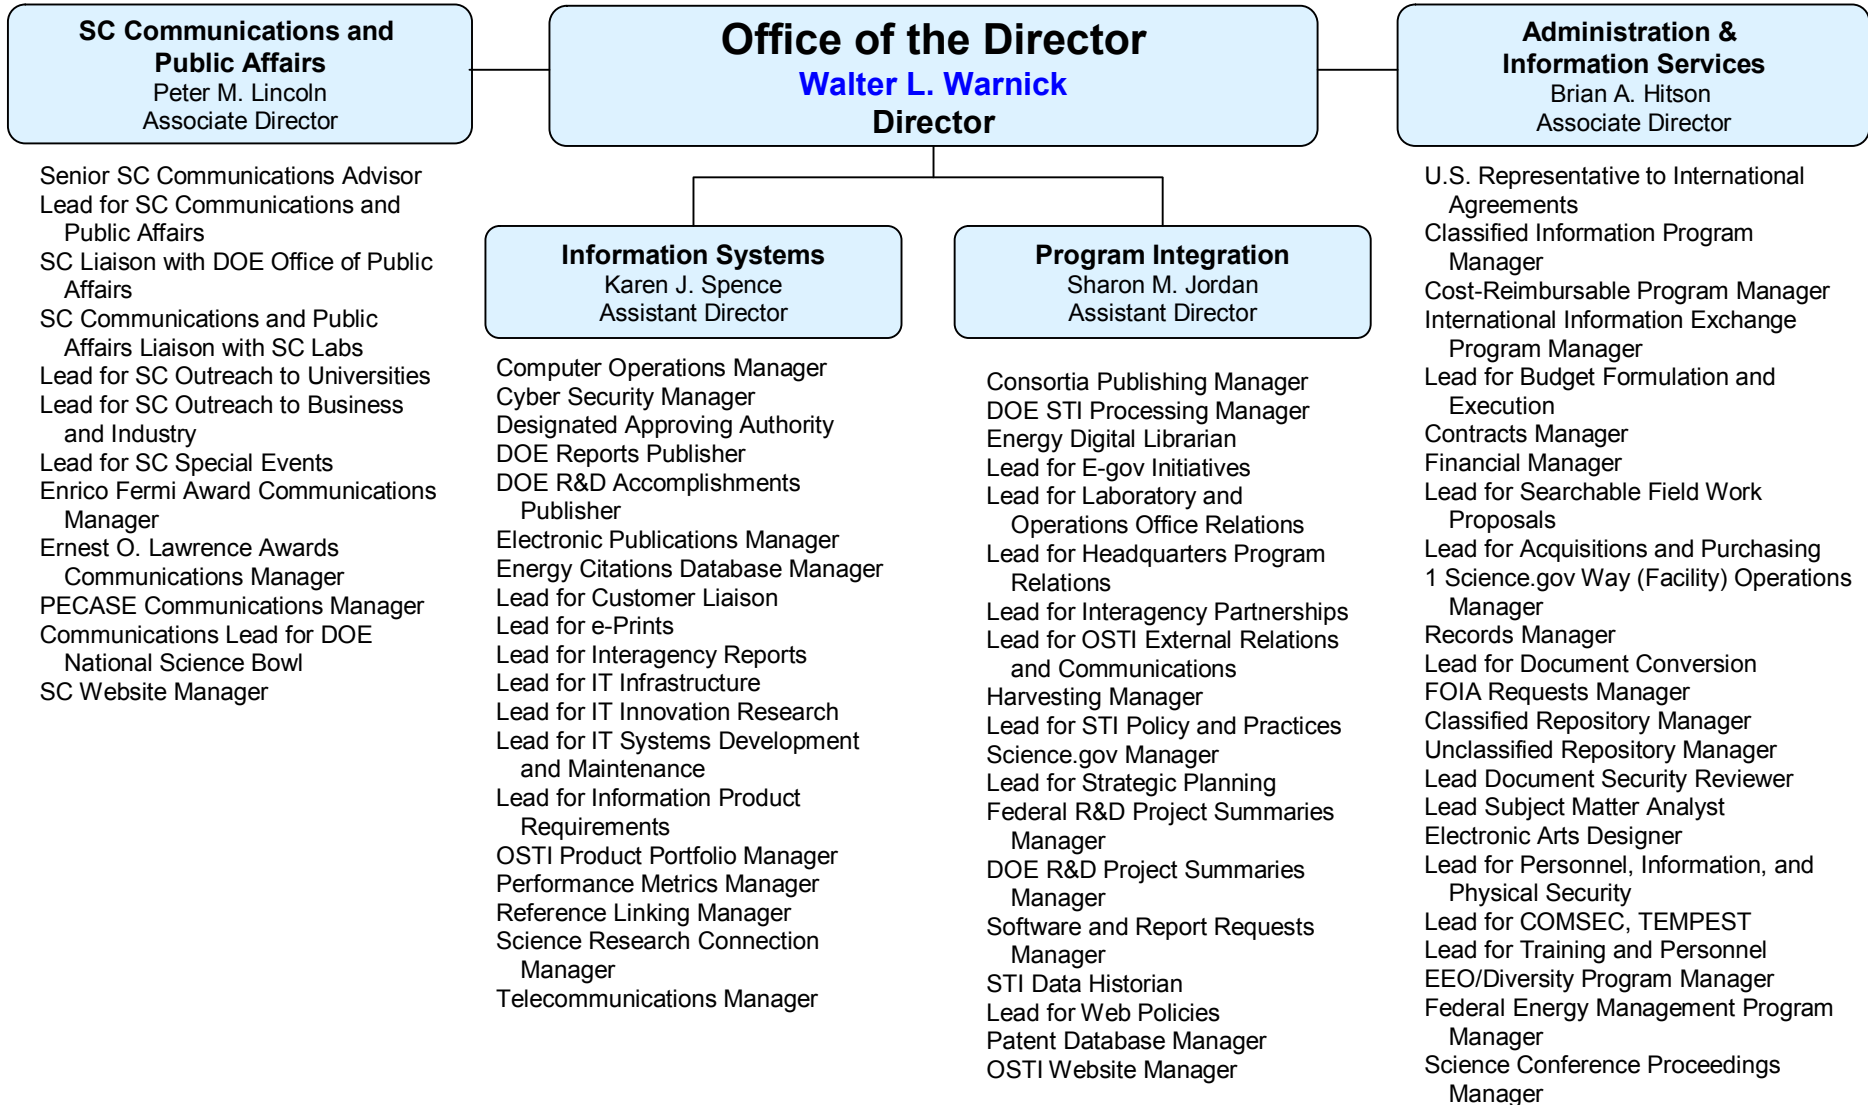 SC Communications and
Public Affairs
Peter M. Lincoln
Associate Director
Senior SC Communications Advisor
Lead for SC Communications and
Public Affairs
SC Liaison with DOE Office of Public
Affairs
SC Communications and Public
Affairs Liaison with SC Labs
Lead for SC Outreach to Universities
Lead for SC Outreach to Business
and Industry
Lead for SC Special Events
Enrico Fermi Award Communications
Manager
Ernest O. Lawrence Awards
Communications Manager
PECASE Communications Manager
Communications Lead for DOE
National Science Bowl
SC Website Manager
Office of the Director
Walter L. Warnick
Director
Information Systems
Karen J. Spence
Assistant Director
Computer Operations Manager
Cyber Security Manager
Designated Approving Authority
DOE Reports Publisher
DOE R&D Accomplishments
Publisher
Electronic Publications Manager
Energy Citations Database Manager
Lead for Customer Liaison
Lead for e-Prints
Lead for Interagency Reports
Lead for IT Infrastructure
Lead for IT Innovation Research
Lead for IT Systems Development
and Maintenance
Lead for Information Product
Requirements
OSTI Product Portfolio Manager
Performance Metrics Manager
Reference Linking Manager
Science Research Connection
Manager
Telecommunications Manager
Program Integration
Sharon M. Jordan
Assistant Director
Consortia Publishing Manager
DOE STI Processing Manager
Energy Digital Librarian
Lead for E-gov Initiatives
Lead for Laboratory and
Operations Office Relations
Lead for Headquarters Program
Relations
Lead for Interagency Partnerships
Lead for OSTI External Relations
and Communications
Harvesting Manager
Lead for STI Policy and Practices
Science.gov Manager
Lead for Strategic Planning
Federal R&D Project Summaries
Manager
DOE R&D Project Summaries
Manager
Software and Report Requests
Manager
STI Data Historian
Lead for Web Policies
Patent Database Manager
OSTI Website Manager
Administration &
Information Services
Brian A. Hitson
Associate Director
U.S. Representative to International
Agreements
Classified Information Program
Manager
Cost-Reimbursable Program Manager
International Information Exchange
Program Manager
Lead for Budget Formulation and
Execution
Contracts Manager
Financial Manager
Lead for Searchable Field Work
Proposals
Lead for Acquisitions and Purchasing
1 Science.gov Way (Facility) Operations
Manager
Records Manager
Lead for Document Conversion
FOIA Requests Manager
Classified Repository Manager
Unclassified Repository Manager
Lead Document Security Reviewer
Lead Subject Matter Analyst
Electronic Arts Designer
Lead for Personnel, Information, and
Physical Security
Lead for COMSEC, TEMPEST
Lead for Training and Personnel
EEO/Diversity Program Manager
Federal Energy Management Program
Manager
Science Conference Proceedings
Manager